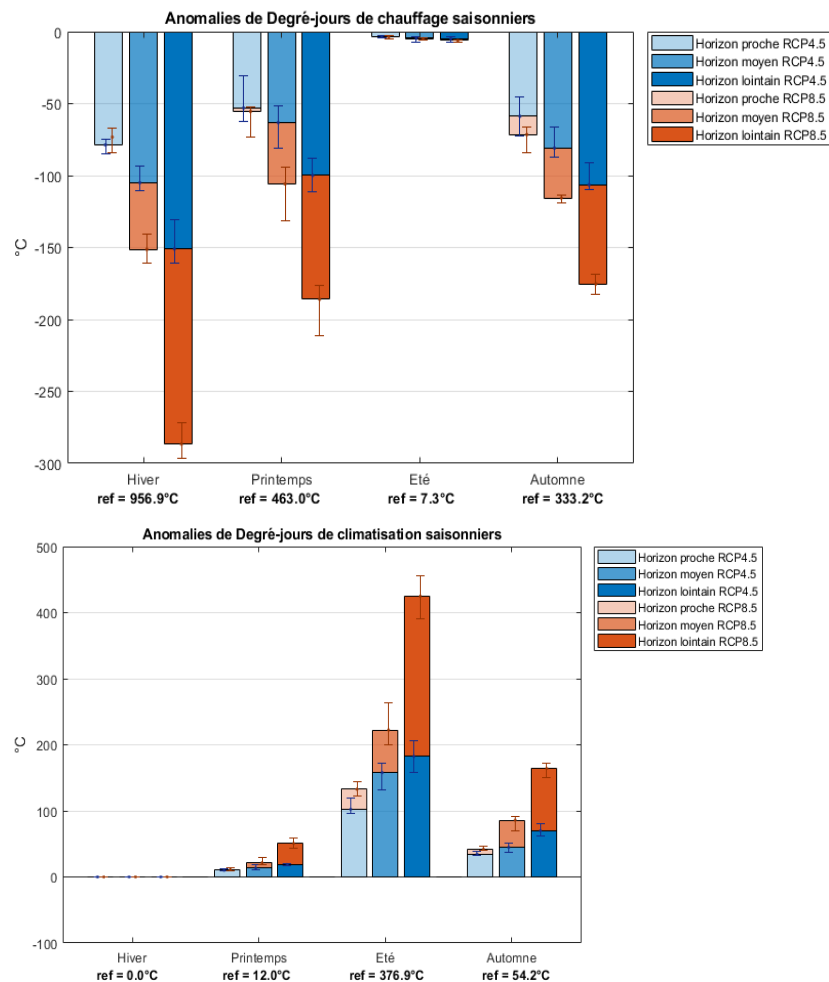 Anomalies de Degré-jours de chauffage saisonniers
0
-50
-100
-150
-200
-250
-300
°C
Hiver
Printemps
Eté
Automne
ref = 956.9°C
ref = 463.0°C
ref = 7.3°C
ref = 333.2°C
Horizon proche RCP4.5
Horizon moyen RCP4.5
Horizon lointain RCP4.5
Horizon proche RCP8.5
Horizon moyen RCP8.5
Horizon lointain RCP8.5
Anomalies de Degré-jours de climatisation saisonniers
500
400
300
200
100
0
-100
°C
Hiver
Printemps
Eté
Automne
ref = 0.0°C
ref = 12.0°C
ref = 376.9°C
ref = 54.2°C
Horizon proche RCP4.5
Horizon moyen RCP4.5
Horizon lointain RCP4.5
Horizon proche RCP8.5
Horizon moyen RCP8.5
Horizon lointain RCP8.5